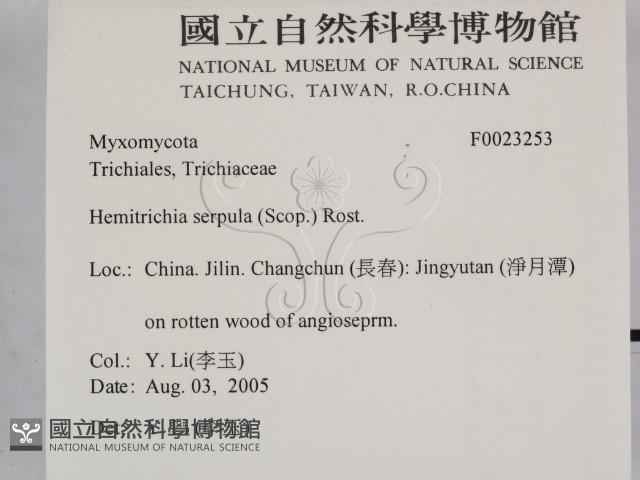 國立自然科學博物館
NATIONAL MUSEUM OF NATURAL SCIENCE
TAICHUNG, TAIWAN, R.O.CHINA
Myxomycota F0023253
Trichiales, Trichiaceae
Hemitrichia serpula (Scop.) Rost.
Loc.: China. Jilin. Changchun (長春): Jingyutan (淨月潭)
on rotten wood of angioseprm.
Col.: Y. Li(李玉)
Date: Aug. 03, 2005
國立自然科學博物館
NATIONAL MUSEUM OF NATURAL SCIENCE